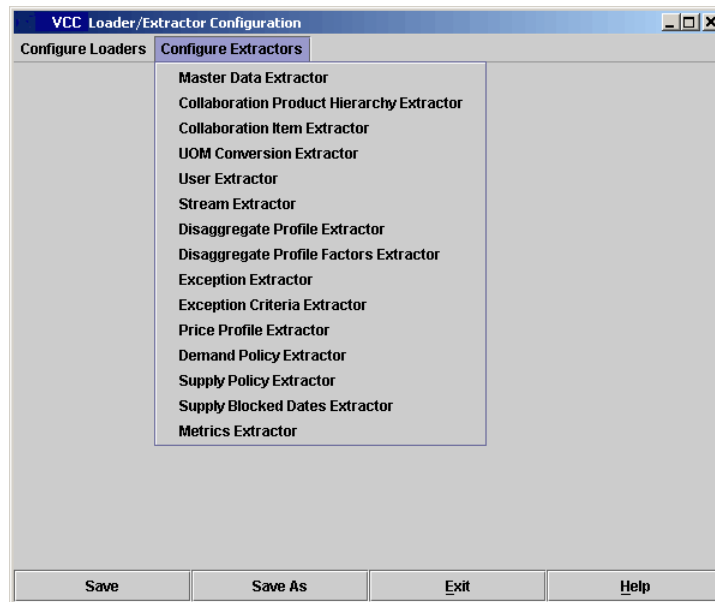 VCC Loader/Extractor Configuration
Configure Loaders Configure Extractors
Master Data Extractor
Collaboration Product Hierarchy Extractor
Collaboration Item Extractor
UOM Conversion Extractor
User Extractor
Stream Extractor
Disaggregate Profile Extractor
Disaggregate Profile Factors Extractor
Exception Extractor
Exception Criteria Extractor
Price Profile Extractor
Demand Policy Extractor
Supply Policy Extractor
Supply Blocked Dates Extractor
Metrics Extractor
Save Save As Exit Help